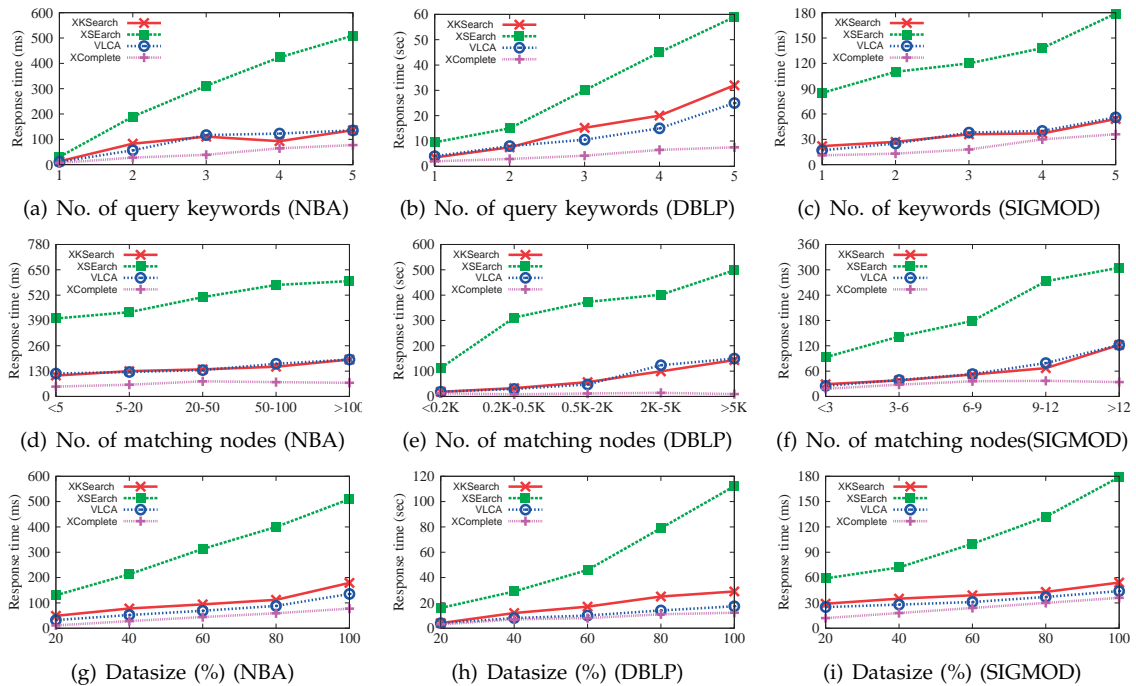 XKSearch
XSEarch
VLCA
XComplete
Response time (ms)
600
500
400
300
200
100
0
1 2 3 4 5
(a) No. of query keywords (NBA)
XKSearch
XSEarch
VLCA
XComplete
Response time (sec)
60
50
40
30
20
10
0
1 2 3 4 5
(b) No. of query keywords (DBLP)
XKSearch
XSEarch
VLCA
XComplete
Response time (ms)
180
150
120
90
60
30
0
1 2 3 4 5
(c) No. of keywords (SIGMOD)
XKSearch
XSEarch
VLCA
XComplete
Response time (ms)
780
650
520
390
260
130
0
<5 5-20 20-50 50-100 >100
(d) No. of matching nodes (NBA)
XKSearch
XSEarch
VLCA
XComplete
Response time (sec)
600
500
400
300
200
100
0
<0.2K 0.2K-0.5K 0.5K-2K 2K-5K >5K
(e) No. of matching nodes (DBLP)
XKSearch
XSEarch
VLCA
XComplete
Response time (ms)
360
300
240
180
120
60
0
<3 3-6 6-9 9-12 >12
(f) No. of matching nodes(SIGMOD)
XKSearch
XSEarch
VLCA
XComplete
Response time (ms)
600
500
400
300
200
100
0
20 40 60 80 100
(g) Datasize (%) (NBA)
XKSearch
XSEarch
VLCA
XComplete
Response time (sec)
120
100
80
60
40
20
0
20 40 60 80 100
(h) Datasize (%) (DBLP)
XKSearch
XSEarch
VLCA
XComplete
Response time (ms)
180
150
120
90
60
30
0
20 40 60 80 100
(i) Datasize (%) (SIGMOD)